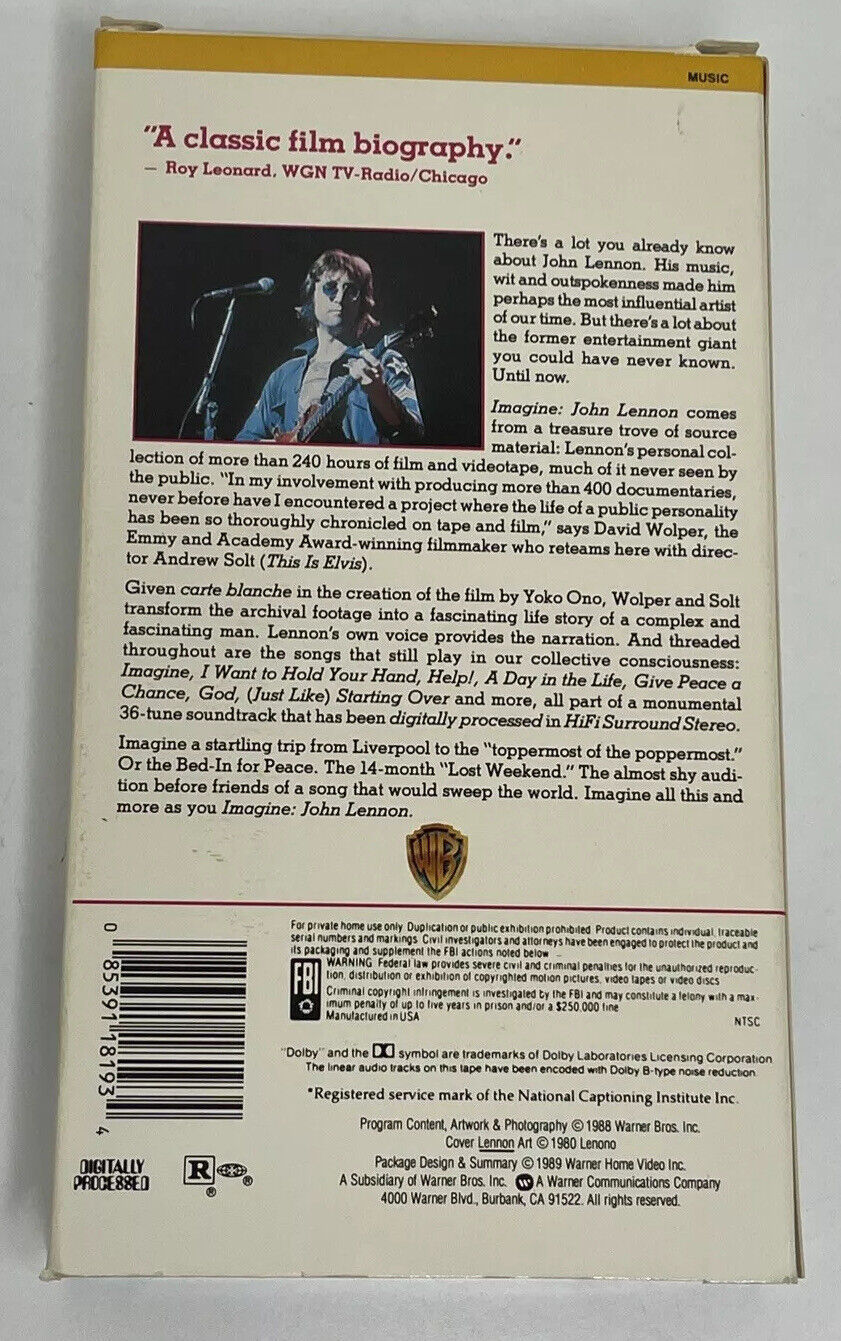 MUSIC
"A classic film biography."
– Roy Leonard, WGN TV-Radio/Chicago
There's a lot you already know
about John Lennon. His music,
wit and outspokenness made him
perhaps the most influential artist
of our time. But there's a lot about
the former entertainment giant
you could have never known.
Until now.
Imagine: John Lennon comes
from a treasure trove of source
material: Lennon's personal col-
lection of more than 240 hours of film and videotape, much of it never seen by
the public. "In my involvement with producing more than 400 documentaries,
never before have I encountered a project where the life of a public personality
has been so thoroughly chronicled on tape and film," says David Wolper, the
Emmy and Academy Award-winning filmmaker who reteams here with direc-
tor Andrew Solt (This Is Elvis).
Given carte blanche in the creation of the film by Yoko Ono, Wolper and Solt
transform the archival footage into a fascinating life story of a complex and
fascinating man. Lennon's own voice provides the narration. And threaded
throughout are the songs that still play in our collective consciousness:
Imagine, I Want to Hold Your Hand, Help!, A Day in the Life, Give Peace a
Chance, God, (Just Like) Starting Over and more, all part of a monumental
36-tune soundtrack that has been digitally processed in HiFi Surround Stereo.
Imagine a startling trip from Liverpool to the "toppermost of the poppermost."
Or the Bed-In for Peace. The 14-month "Lost Weekend." The almost shy audi-
tion before friends of a song that would sweep the world. Imagine all this and
more as you Imagine: John Lennon.
WB
For private home use only. Duplication or public exhibition prohibited. Product contains individual, traceable
serial numbers and markings. Civil investigators and attorneys have been engaged to protect the product and
its packaging and supplement the FBI actions noted below –
FBI
WARNING: Federal law provides severe civil and criminal penalties for the unauthorized reproduc-
tion, distribution or exhibition of copyrighted motion pictures, video tapes or video discs
Criminal copyright infringement is investigated by the FBI and may constitute a felony with a max-
imum penalty of up to five years in prison and/or a $250,000 fine
Manufactured in USA
NTSC
0 85391 18193 4
"Dolby" and the DD symbol are trademarks of Dolby Laboratories Licensing Corporation
The linear audio tracks on this tape have been encoded with Dolby B-type noise reduction.
*Registered service mark of the National Captioning Institute Inc.
Program Content, Artwork & Photography © 1988 Warner Bros. Inc.
Cover Lennon Art © 1980 Lenono
Package Design & Summary © 1989 Warner Home Video Inc.
A Subsidiary of Warner Bros. Inc. W A Warner Communications Company
4000 Warner Blvd., Burbank, CA 91522. All rights reserved.
DIGITALLY
PROCESSED
R ® ®